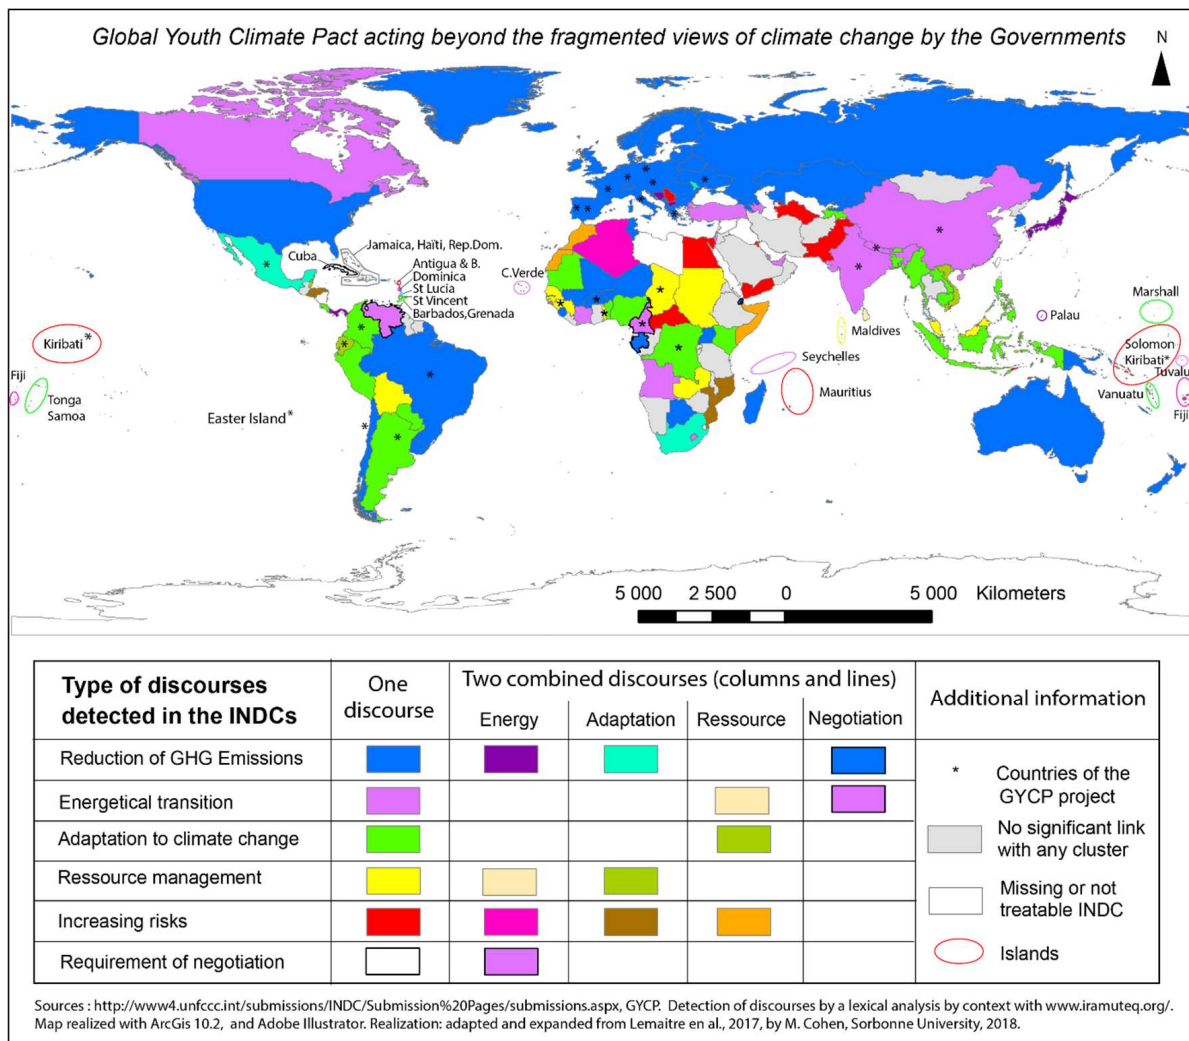 Global Youth Climate Pact acting beyond the fragmented views of climate change by the Governments
N
Jamaica, Haïti, Rep.Dom.
Cuba
Antigua & B.
Dominica
St Lucia
St Vincent
Barbados,Grenada
C.Verde
Kiribati *
Fiji
Tonga
Samoa
Easter Island*
Maldives
Seychelles
Mauritius
Palau
Marshall
Solomon
Kiribati*
Tuvalu
Vanuatu
Fiji
5 000 2 500 0 5 000 Kilometers
Type of discourses
detected in the INDCs
One
discourse
Two combined discourses (columns and lines)
Energy Adaptation Ressource Negotiation
Additional information
Reduction of GHG Emissions
Energetical transition
Adaptation to climate change
Ressource management
Increasing risks
Requirement of negotiation
* Countries of the
GYCP project
No significant link
with any cluster
Missing or not
treatable INDC
Islands
Sources : http://www4.unfccc.int/submissions/INDC/Submission%20Pages/submissions.aspx, GYCP. Detection of discourses by a lexical analysis by context with www.iramuteq.org/.
Map realized with ArcGis 10.2, and Adobe Illustrator. Realization: adapted and expanded from Lemaitre en al., 2017, by M. Cohen, Sorbonne University, 2018.